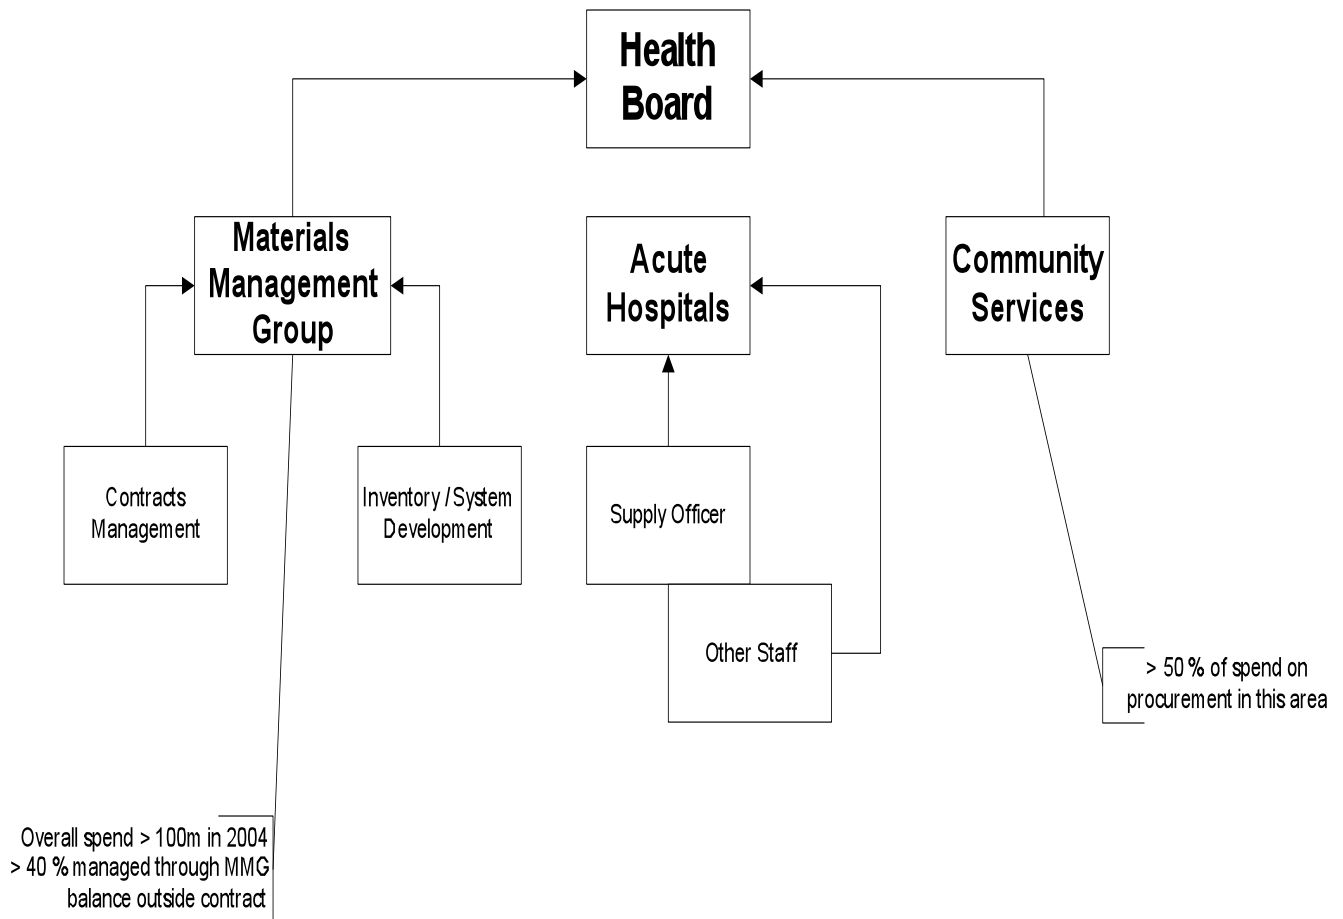 Health
Board
Materials
Management
Group
Acute
Hospitals
Community
Services
Contracts
Management
Inventory / System
Development
Supply Officer
Other Staff
> 50 % of spend on
procurement in this area
Overall spend > 100m in 2004
> 40 % managed through MMG
balance outside contract